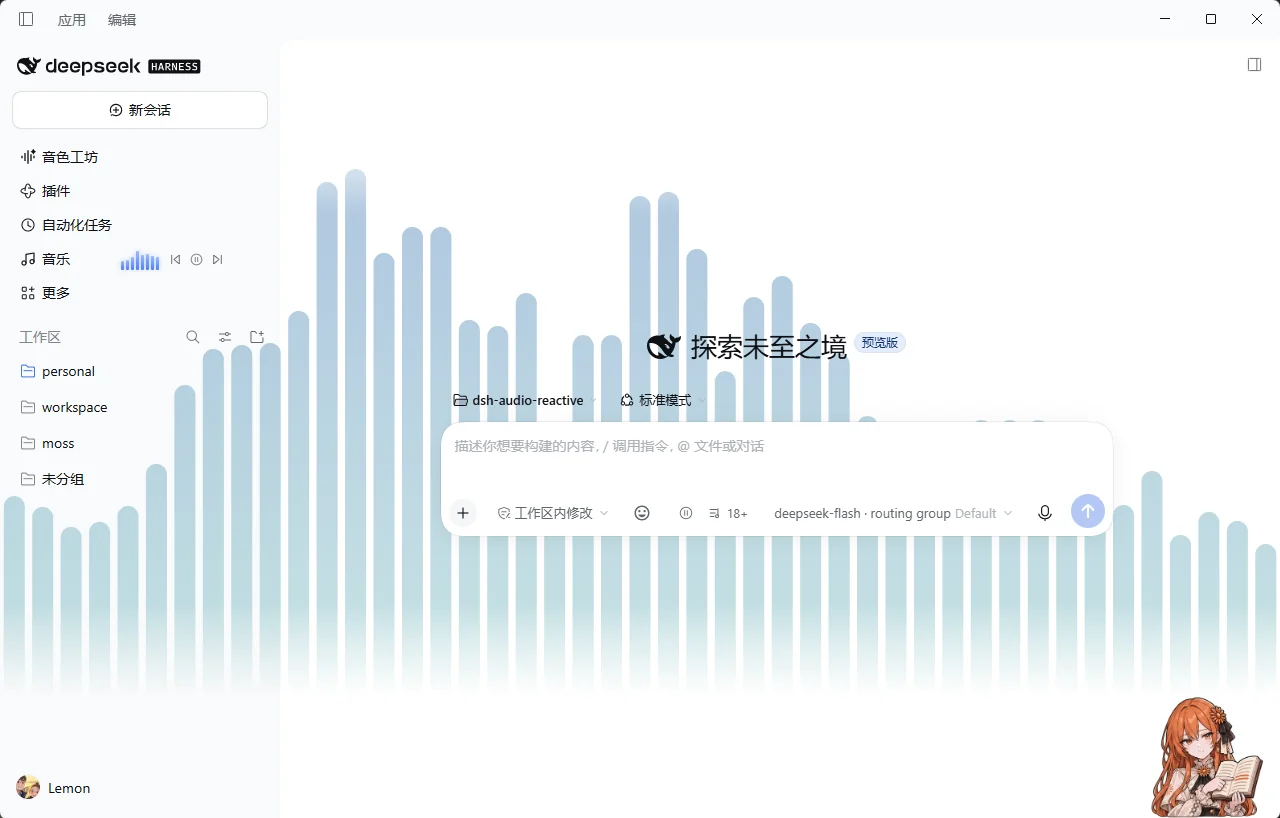 应用 编辑
deepseek HARNESS
新会话
音色工坊
插件
自动化任务
音乐
更多
工作区
personal
workspace
moss
未分组
Lemon
探索未至之境 预览版
dsh-audio-reactive 标准模式
描述你想要构建的内容, / 调用指令, @ 文件或对话
工作区内修改 18+ deepseek-flash · routing group Default